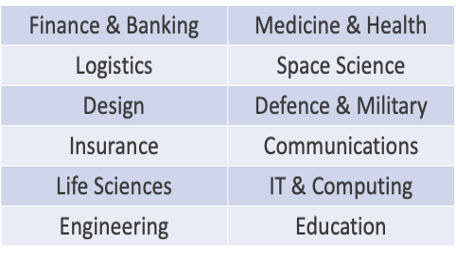 Finance & Banking Medicine & Health
Logistics Space Science
Design Defence & Military
Insurance Communications
Life Sciences IT & Computing
Engineering Education